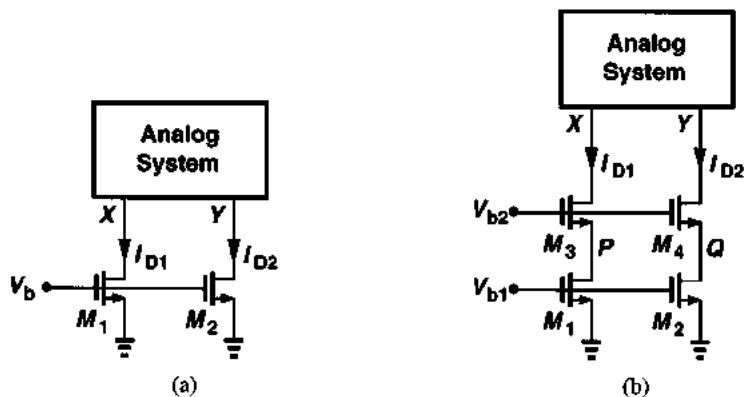 Analog
System
X
Y
I_D1
I_D2
V_b
M_1
M_2
(a)
Analog
System
X
Y
I_D1
I_D2
V_b2
M_3
P
M_4
Q
V_b1
M_1
M_2
(b)